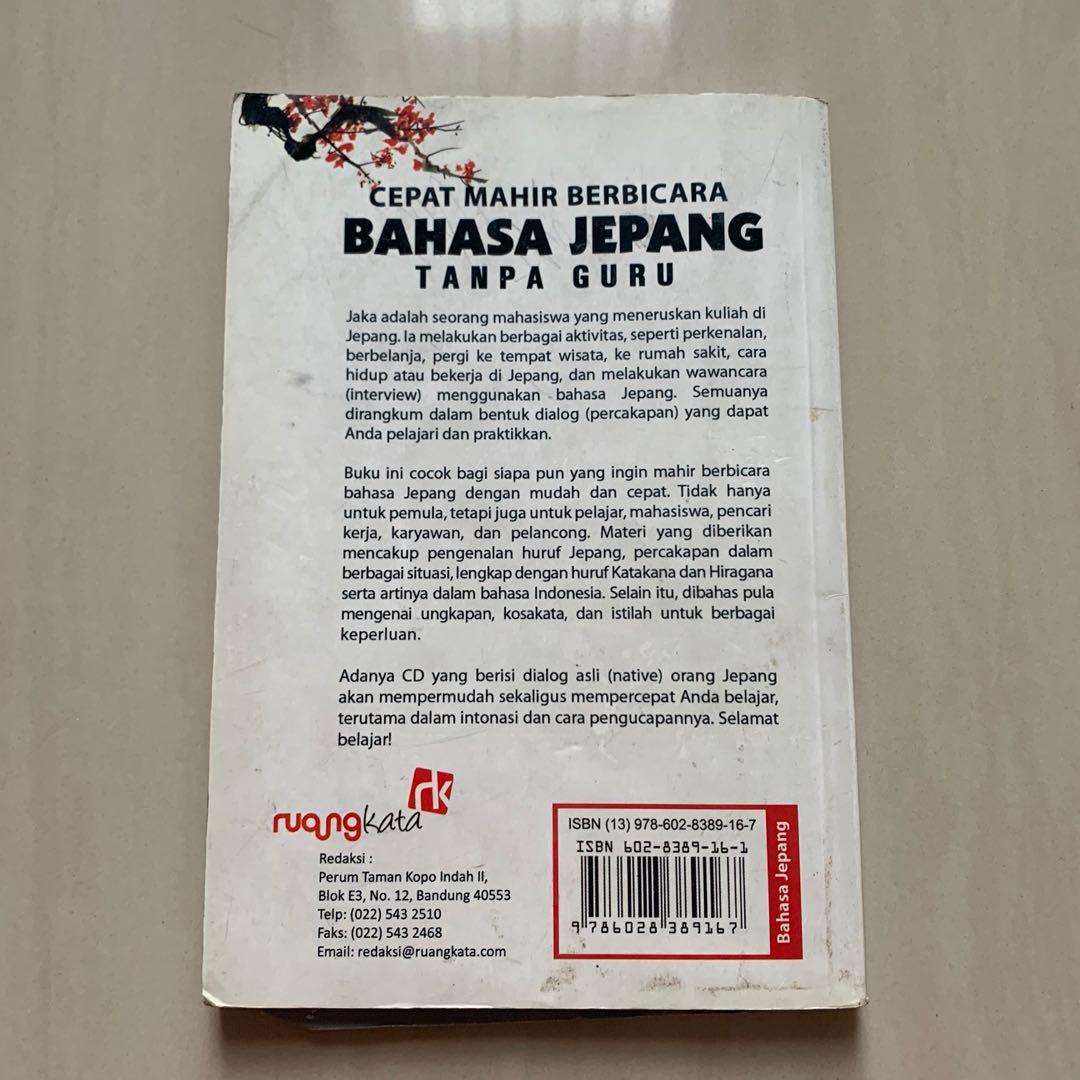 CEPAT MAHIR BERBICARA
BAHASA JEPANG
TANPA GURU
Jaka adalah seorang mahasiswa yang meneruskan kuliah di
Jepang. Ia melakukan berbagai aktivitas, seperti perkenalan,
berbelanja, pergi ke tempat wisata, ke rumah sakit, cara
hidup atau bekerja di Jepang, dan melakukan wawancara
(interview) menggunakan bahasa Jepang. Semuanya
dirangkum dalam bentuk dialog (percakapan) yang dapat
Anda pelajari dan praktikkan.
Buku ini cocok bagi siapa pun yang ingin mahir berbicara
bahasa Jepang dengan mudah dan cepat. Tidak hanya
untuk pemula, tetapi juga untuk pelajar, mahasiswa, pencari
kerja, karyawan, dan pelancong. Materi yang diberikan
mencakup pengenalan huruf Jepang, percakapan dalam
berbagai situasi, lengkap dengan huruf Katakana dan Hiragana
serta artinya dalam bahasa Indonesia. Selain itu, dibahas pula
mengenai ungkapan, kosakata, dan istilah untuk berbagai
keperluan.
Adanya CD yang berisi dialog asli (native) orang Jepang
akan mempermudah sekaligus mempercepat Anda belajar,
terutama dalam intonasi dan cara pengucapannya. Selamat
belajar!
rk
ruangkata
Redaksi :
Perum Taman Kopo Indah II,
Blok E3, No. 12, Bandung 40553
Telp: (022) 543 2510
Faks: (022) 543 2468
Email: redaksi@ruangkata.com
ISBN (13) 978-602-8389-16-7
ISBN 602-8389-16-1
9 786028 389167
Bahasa Jepang